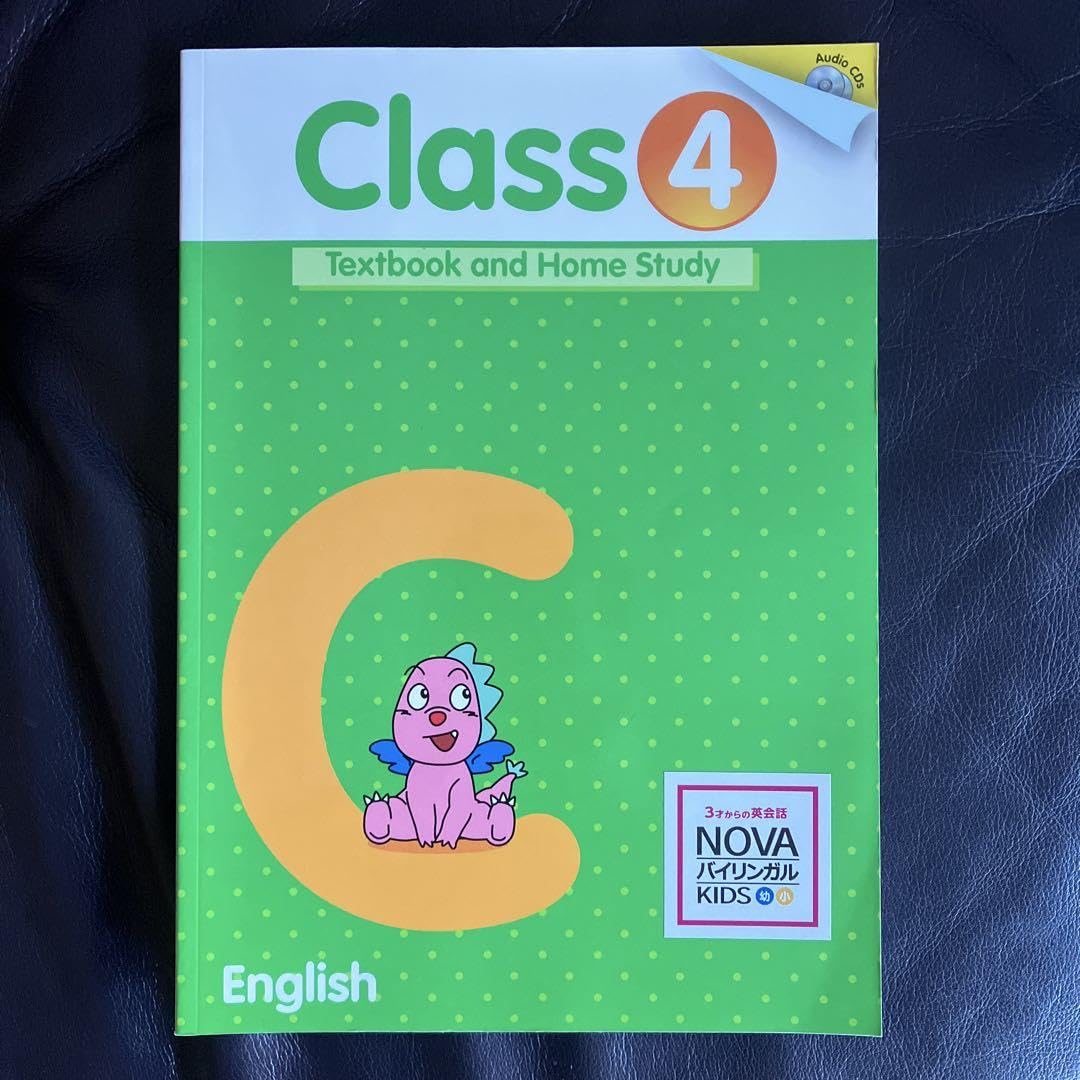 Audio CDs
Class 4
Textbook and Home Study
C
3才からの英会話
NOVA
バイリンガル
KIDS 幼 小
English